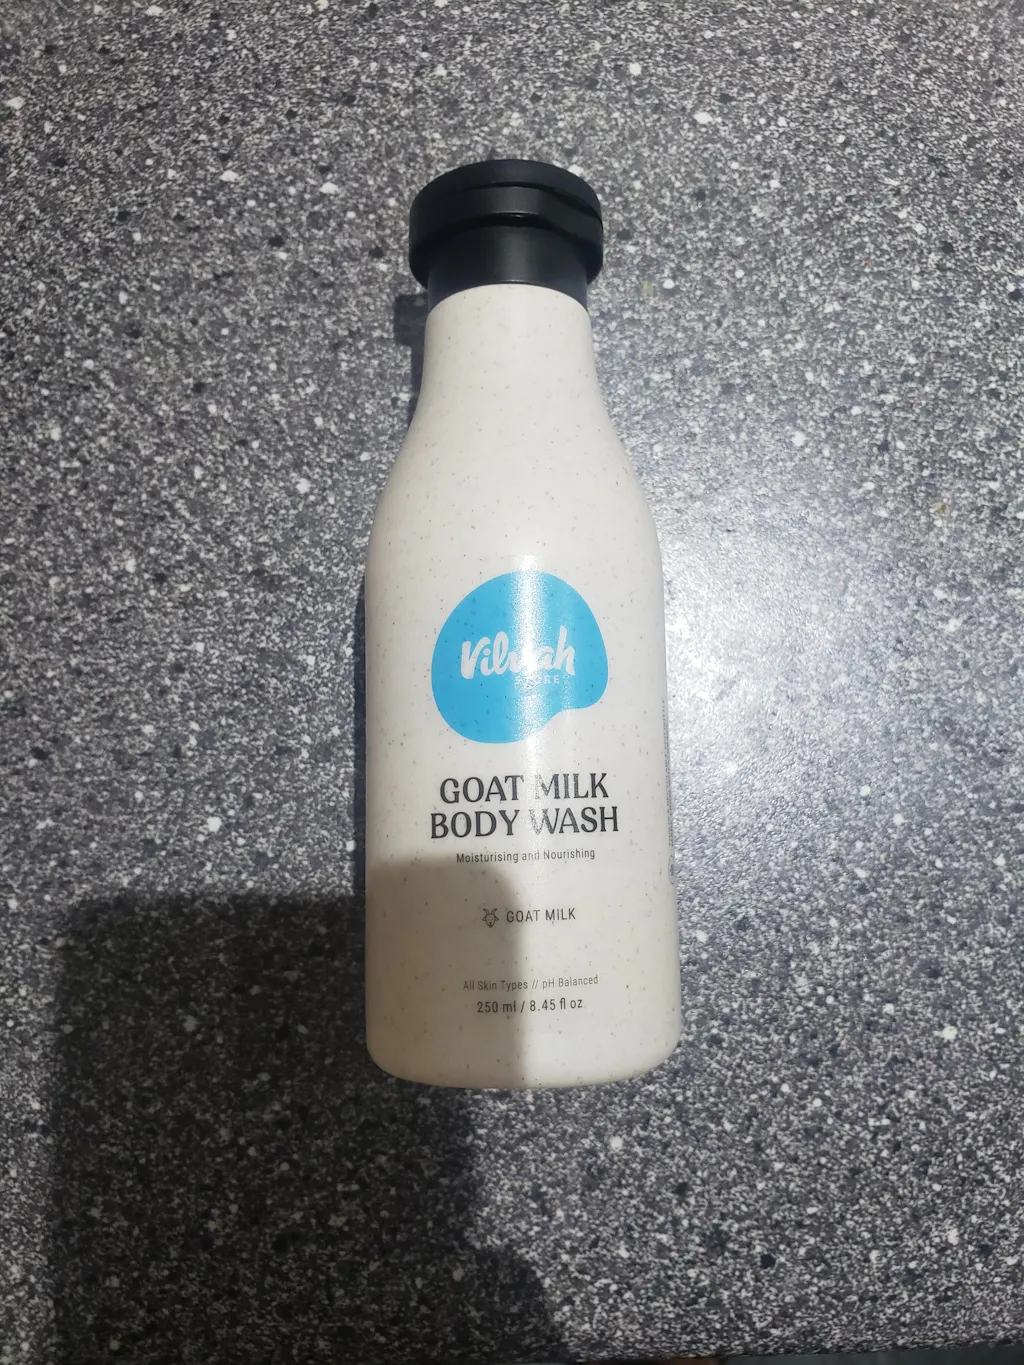 Vilvah
STORE
GOAT MILK
BODY WASH
Moisturising and Nourishing
GOAT MILK
All Skin Types // pH Balanced
250 ml / 8.45 fl oz